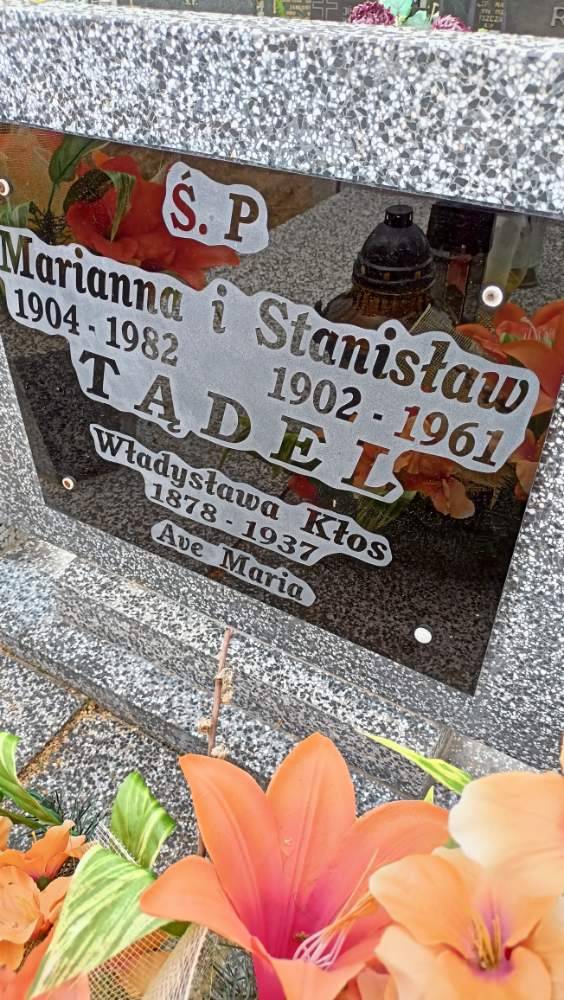 Ś. P
Marianna i Stanisław
1904 - 1982 1902 - 1961
TĄDEL
Władysława Kłos
1878 - 1937
Ave Maria